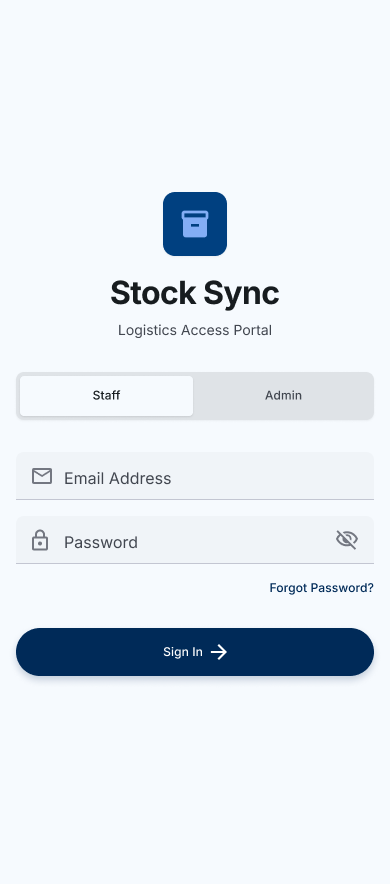 Stock Sync
Logistics Access Portal
Staff
Admin
Email Address
Password
Forgot Password?
Sign In